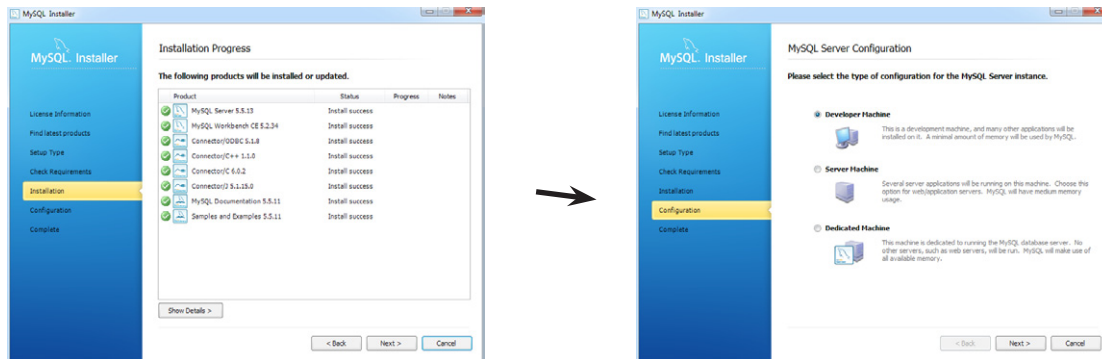 MySQL Installer
MySQL. Installer
License Information
Find latest products
Setup Type
Check Requirements
Installation
Configuration
Complete
Installation Progress
The following products will be installed or updated.
Product Status Progress Notes
MySQL Server 5.5.13 Install success
MySQL Workbench CE 5.2.34 Install success
Connector/ODBC 5.1.8 Install success
Connector/C++ 1.1.0 Install success
Connector/C 6.0.2 Install success
Connector/J 5.1.15.0 Install success
MySQL Documentation 5.5.11 Install success
Samples and Examples 5.5.11 Install success
Show Details >
< Back Next > Cancel
MySQL Installer
MySQL. Installer
License Information
Find latest products
Setup Type
Check Requirements
Installation
Configuration
Complete
MySQL Server Configuration
Please select the type of configuration for the MySQL Server instance.
Developer Machine
This is a development machine, and many other applications will be
installed on it. A minimal amount of memory will be used by MySQL.
Server Machine
Several server applications will be running on this machine. Choose this
option for web/application servers. MySQL will have medium memory
usage.
Dedicated Machine
This machine is dedicated to running the MySQL database server. No
other servers, such as web servers, will be run. MySQL will make use of
all available memory.
< Back Next > Cancel